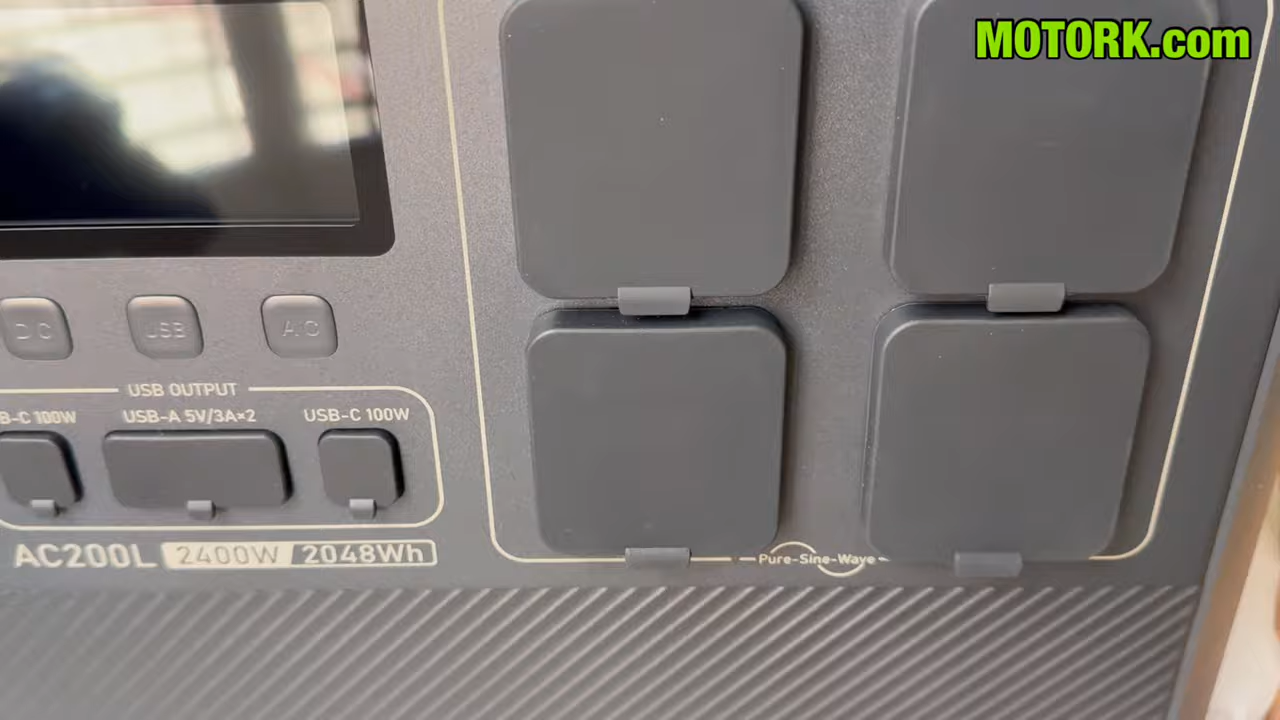 MOTORK.com
DC
USB
AC
USB OUTPUT
B-C 100W
USB-A 5V/3A×2
USB-C 100W
AC200L 2400W 2048Wh
Pure-Sine-Wave